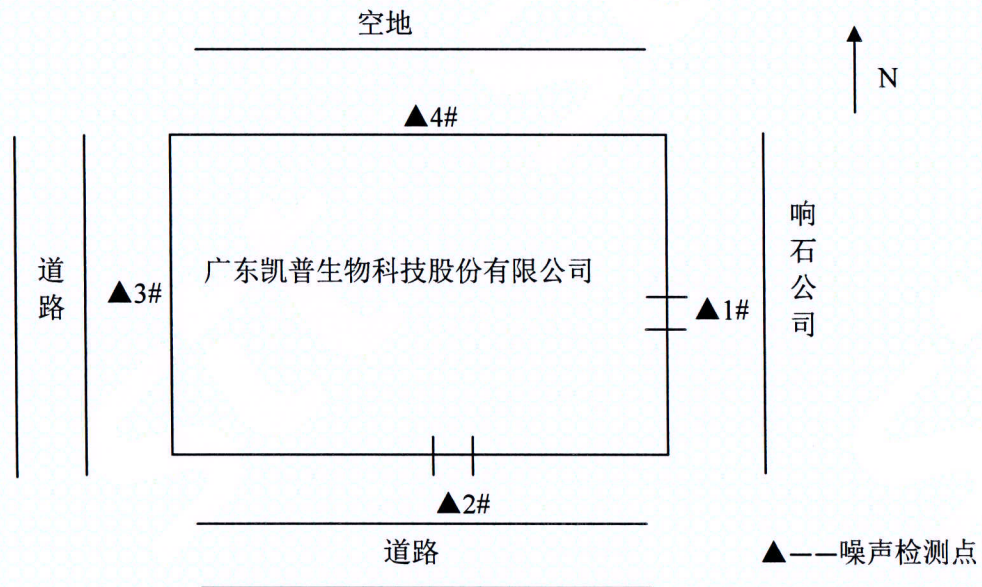 空地
N
▲4#
道路
▲3#
广东凯普生物科技股份有限公司
▲1#
响石公司
▲2#
道路
▲——噪声检测点